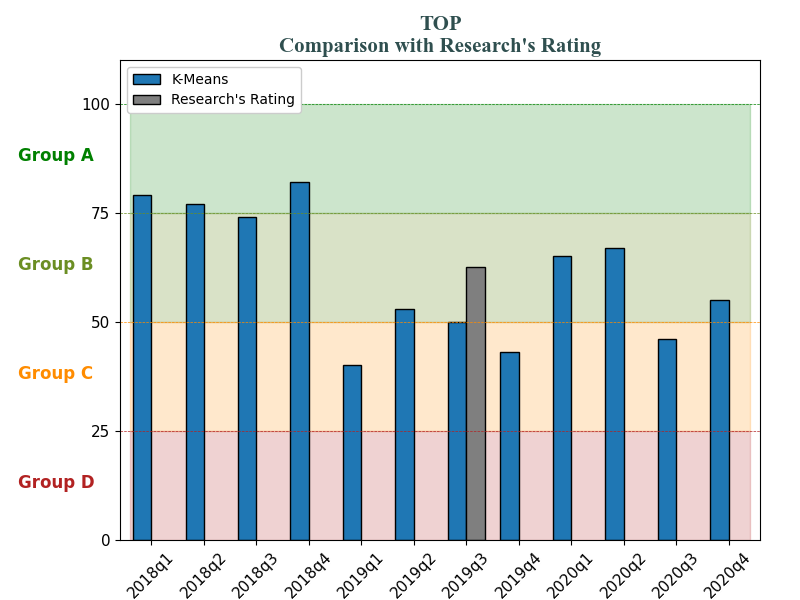 TOP
Comparison with Research's Rating
K-Means
Research's Rating
100
Group A
75
Group B
50
Group C
25
Group D
0
2018q1 2018q2 2018q3 2018q4 2019q1 2019q2 2019q3 2019q4 2020q1 2020q2 2020q3 2020q4